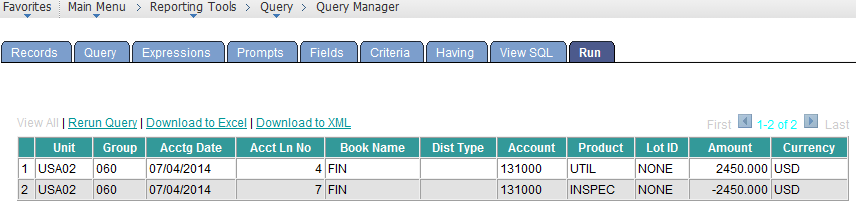 Favorites Main Menu > Reporting Tools > Query > Query Manager
Records Query Expressions Prompts Fields Criteria Having View SQL Run
View All | Rerun Query | Download to Excel | Download to XML First 1-2 of 2 Last
Unit Group Acctg Date Acct Ln No Book Name Dist Type Account Product Lot ID Amount Currency
1 USA02 060 07/04/2014 4 FIN 131000 UTIL NONE 2450.000 USD
2 USA02 060 07/04/2014 7 FIN 131000 INSPEC NONE -2450.000 USD